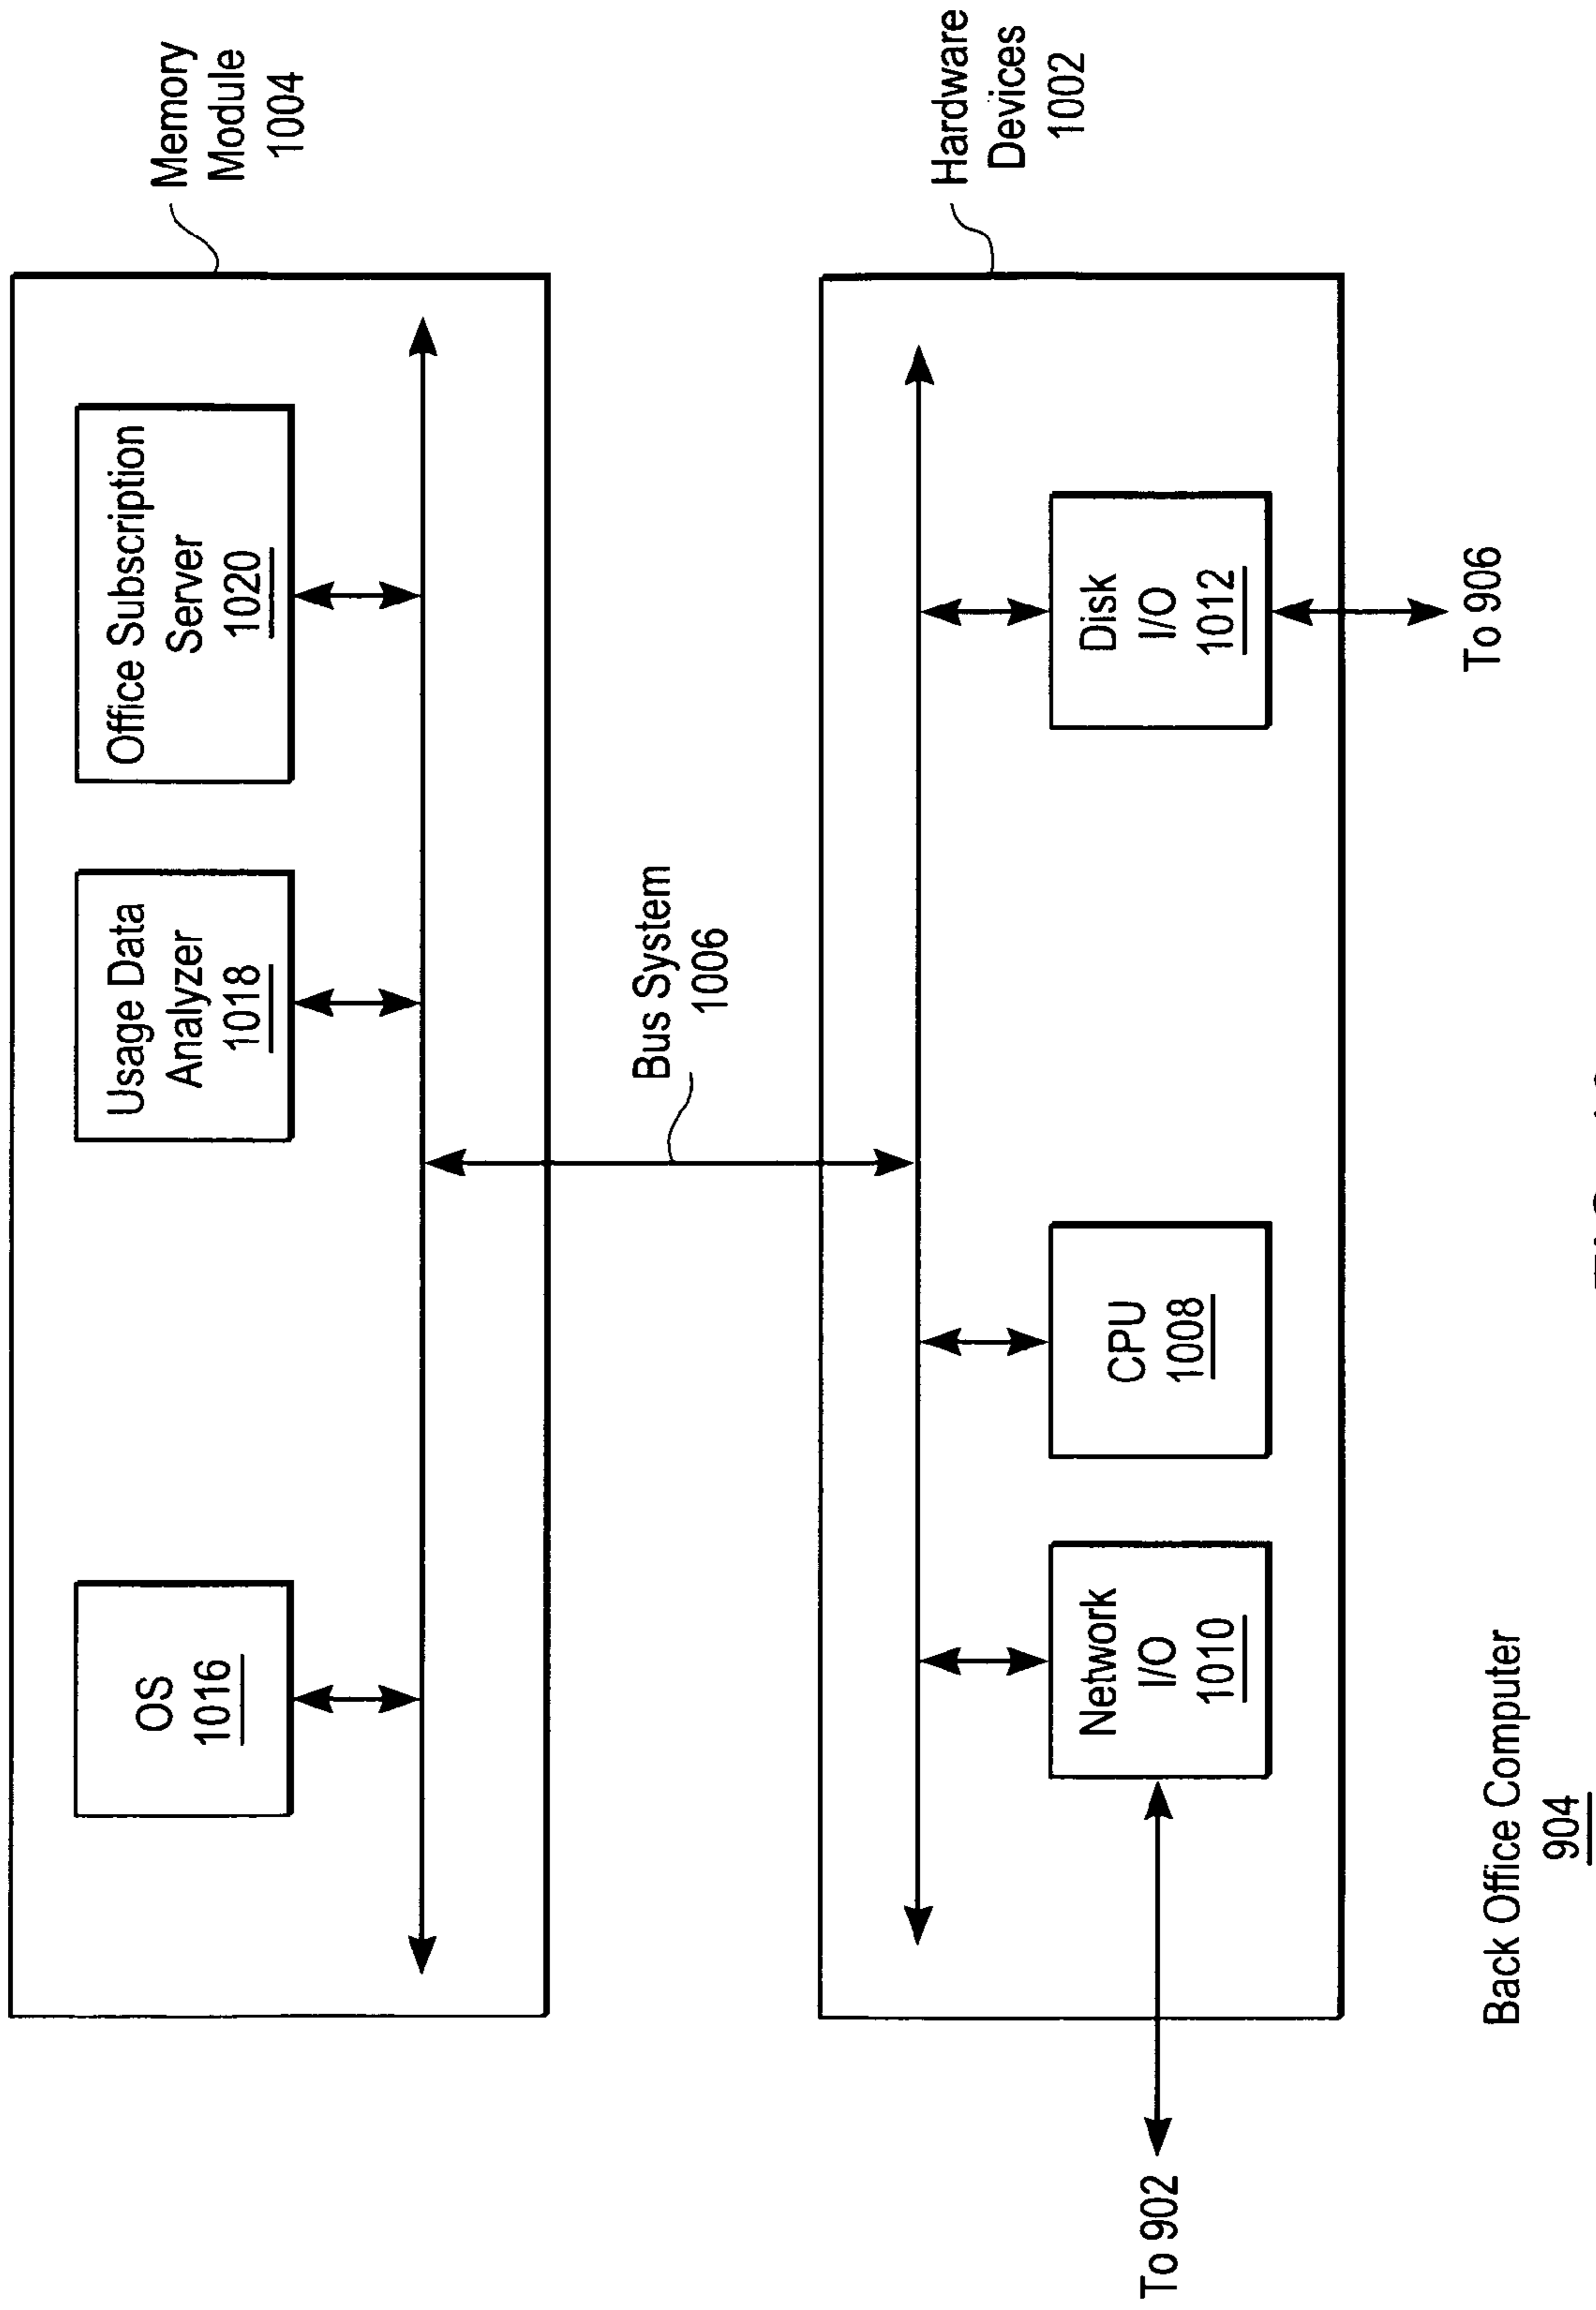 OS
1016
Usage Data
Analyzer
1018
Office Subscription
Server
1020
Memory
Module
1004
Bus System
1006
Hardware
Devices
1002
To 902
Network
I/O
1010
CPU
1008
Disk
I/O
1012
To 906
Back Office Computer
904